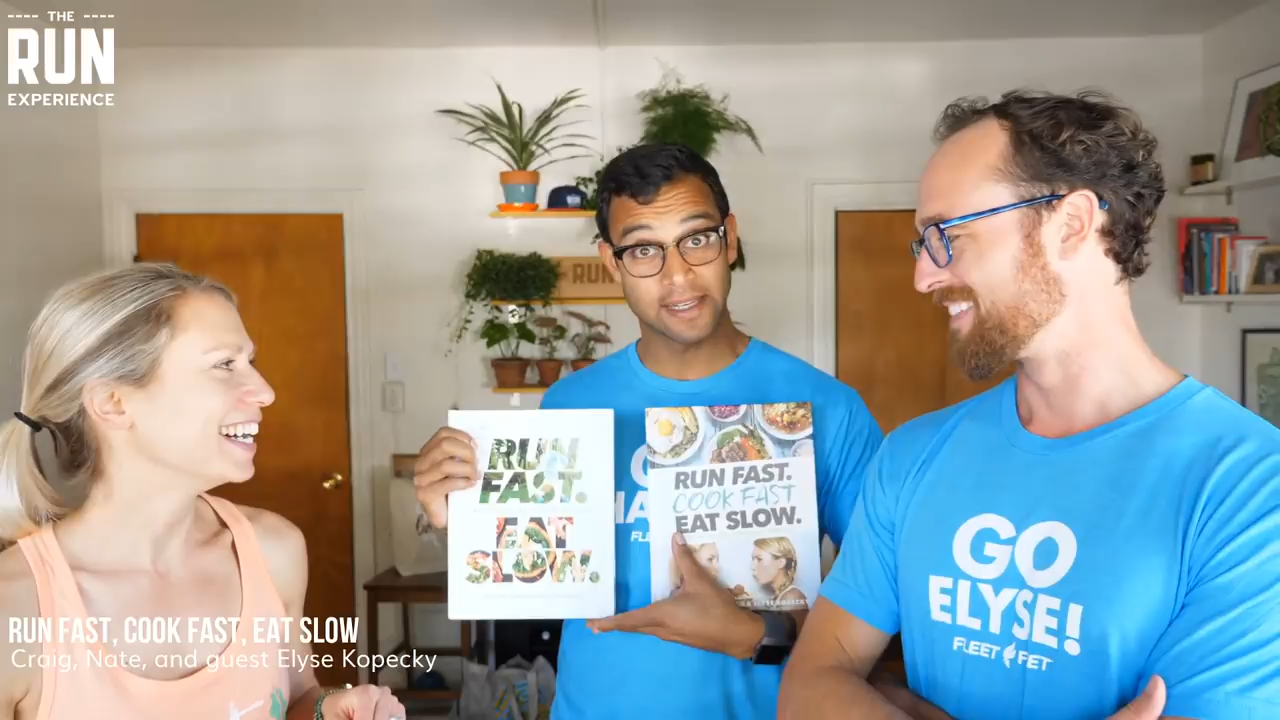 THE
RUN
EXPERIENCE
RUN
RUN
FAST.
EAT
SLOW.
RUN FAST.
COOK FAST
EAT SLOW.
GO
ELYSE!
FLEET FEET
RUN FAST, COOK FAST, EAT SLOW
Craig, Nate, and guest Elyse Kopecky